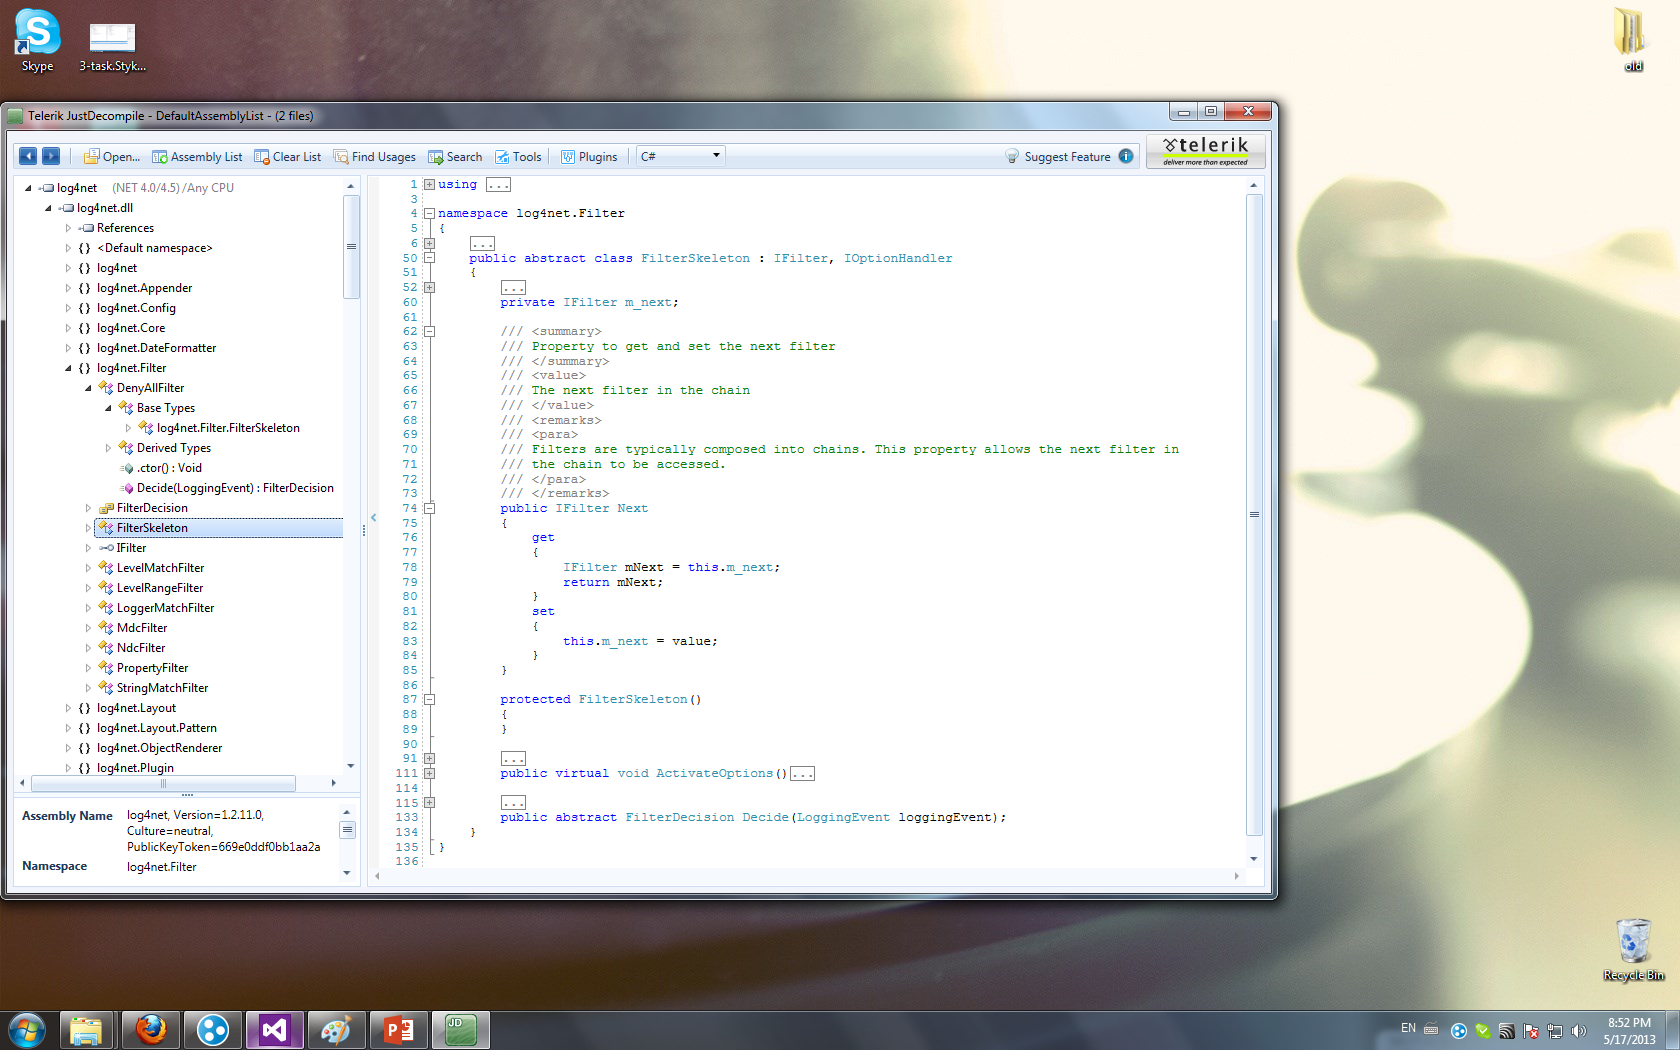 Skype
3-task.Styk...
old
Telerik JustDecompile - DefaultAssemblyList - (2 files)
Open... Assembly List Clear List Find Usages Search Tools Plugins C# Suggest Feature
telerik
deliver more than expected
log4net (NET 4.0/4.5) /Any CPU
log4net.dll
References
{} <Default namespace>
{} log4net
{} log4net.Appender
{} log4net.Config
{} log4net.Core
{} log4net.DateFormatter
{} log4net.Filter
DenyAllFilter
Base Types
log4net.Filter.FilterSkeleton
Derived Types
.ctor() : Void
Decide(LoggingEvent) : FilterDecision
FilterDecision
FilterSkeleton
IFilter
LevelMatchFilter
LevelRangeFilter
LoggerMatchFilter
MdcFilter
NdcFilter
PropertyFilter
StringMatchFilter
{} log4net.Layout
{} log4net.Layout.Pattern
{} log4net.ObjectRenderer
{} log4net.Plugin
Assembly Name log4net, Version=1.2.11.0,
Culture=neutral,
PublicKeyToken=669e0ddf0bb1aa2a
Namespace log4net.Filter
1 using ...
3
4 namespace log4net.Filter
5 {
6 ...
50 public abstract class FilterSkeleton : IFilter, IOptionHandler
51 {
52 ...
60 private IFilter m_next;
61
62 /// <summary>
63 /// Property to get and set the next filter
64 /// </summary>
65 /// <value>
66 /// The next filter in the chain
67 /// </value>
68 /// <remarks>
69 /// <para>
70 /// Filters are typically composed into chains. This property allows the next filter in
71 /// the chain to be accessed.
72 /// </para>
73 /// </remarks>
74 public IFilter Next
75 {
76 get
77 {
78 IFilter mNext = this.m_next;
79 return mNext;
80 }
81 set
82 {
83 this.m_next = value;
84 }
85 }
86
87 protected FilterSkeleton()
88 {
89 }
90
91 ...
111 public virtual void ActivateOptions()...
114
115 ...
133 public abstract FilterDecision Decide(LoggingEvent loggingEvent);
134 }
135 }
136
Recycle Bin
JD
EN
8:52 PM
5/17/2013